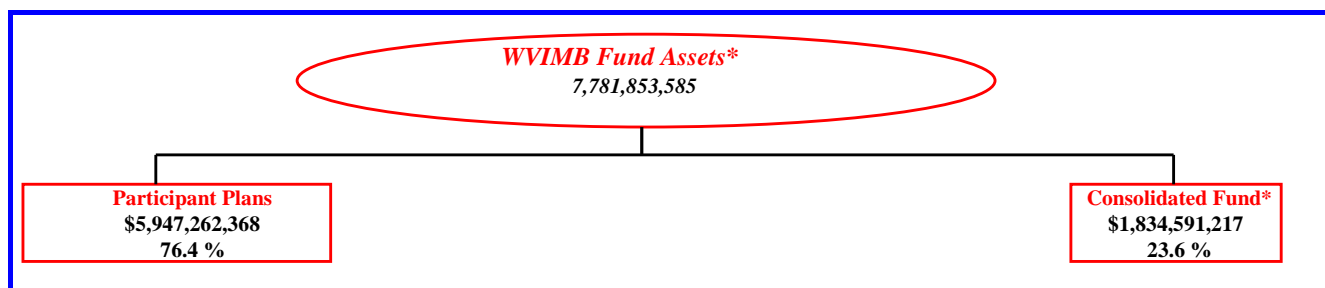 WVIMB Fund Assets*
7,781,853,585
Participant Plans
$5,947,262,368
76.4 %
Consolidated Fund*
$1,834,591,217
23.6 %